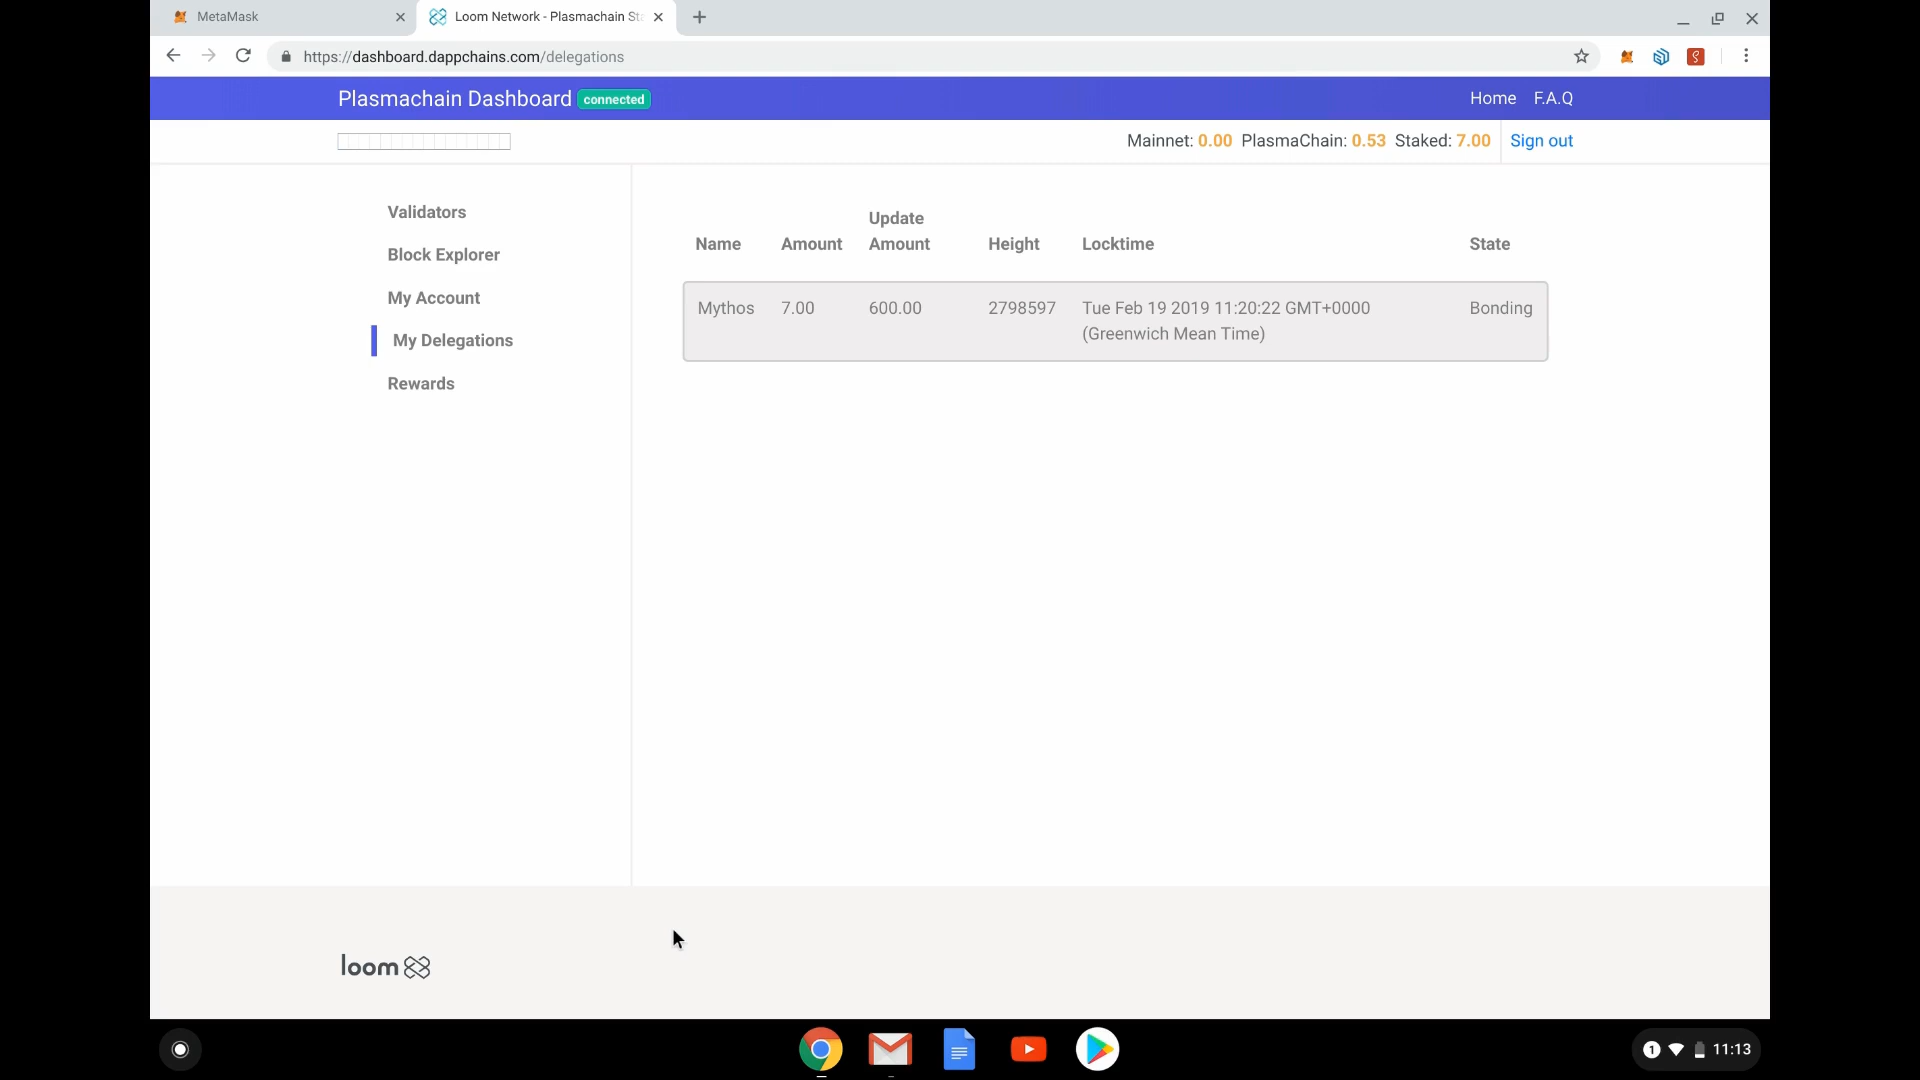 MetaMask
Loom Network - Plasmachain St
https://dashboard.dappchains.com/delegations
Plasmachain Dashboard connected
Home F.A.Q
Mainnet: 0.00 PlasmaChain: 0.53 Staked: 7.00 Sign out
Validators
Block Explorer
My Account
My Delegations
Rewards
Name Amount Update Amount Height Locktime State
Mythos 7.00 600.00 2798597 Tue Feb 19 2019 11:20:22 GMT+0000 Bonding
(Greenwich Mean Time)
loom
1 11:13